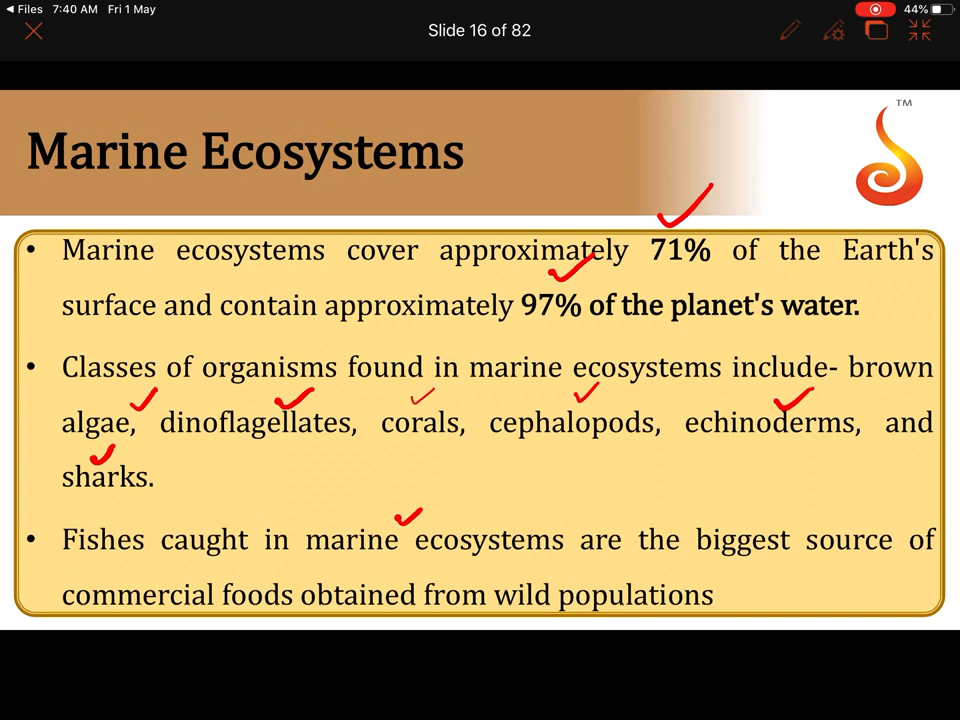 ◀ Files 7:40 AM Fri 1 May 44%
Slide 16 of 82
TM
Marine Ecosystems
• Marine ecosystems cover approximately 71% of the Earth's
surface and contain approximately 97% of the planet's water.
• Classes of organisms found in marine ecosystems include- brown
algae, dinoflagellates, corals, cephalopods, echinoderms, and
sharks.
• Fishes caught in marine ecosystems are the biggest source of
commercial foods obtained from wild populations